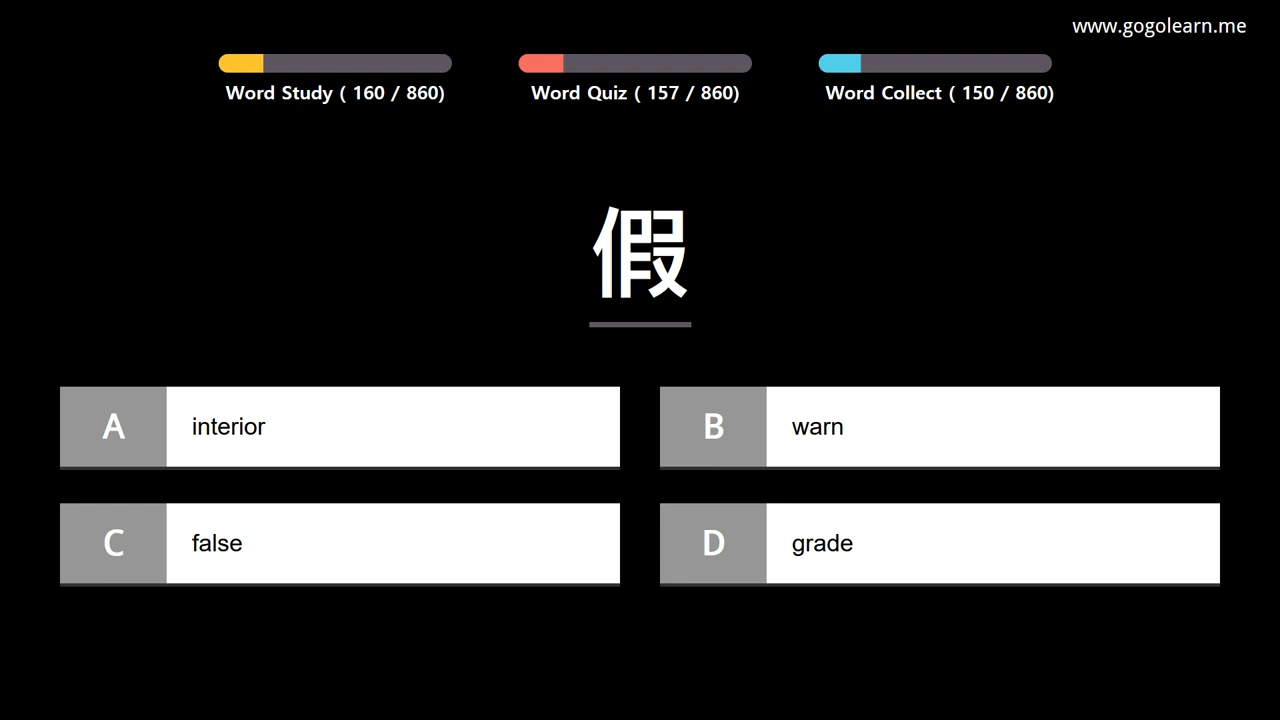 www.gogolearn.me
Word Study ( 160 / 860)
Word Quiz ( 157 / 860)
Word Collect ( 150 / 860)
假
A interior
B warn
C false
D grade